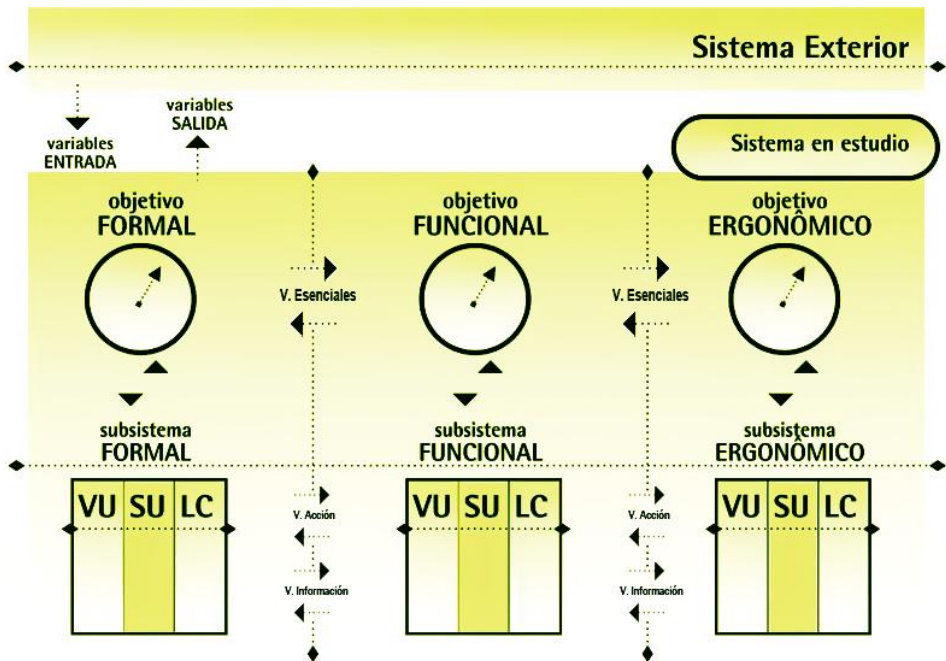 Sistema Exterior
variables
SALIDA
variables
ENTRADA
Sistema en estudio
objetivo
FORMAL
objetivo
FUNCIONAL
objetivo
ERGONÔMICO
V. Esenciales
V. Esenciales
subsistema
FORMAL
subsistema
FUNCIONAL
subsistema
ERGONÔMICO
VU SU LC
VU SU LC
VU SU LC
V. Acción
V. Acción
V. Información
V. Información